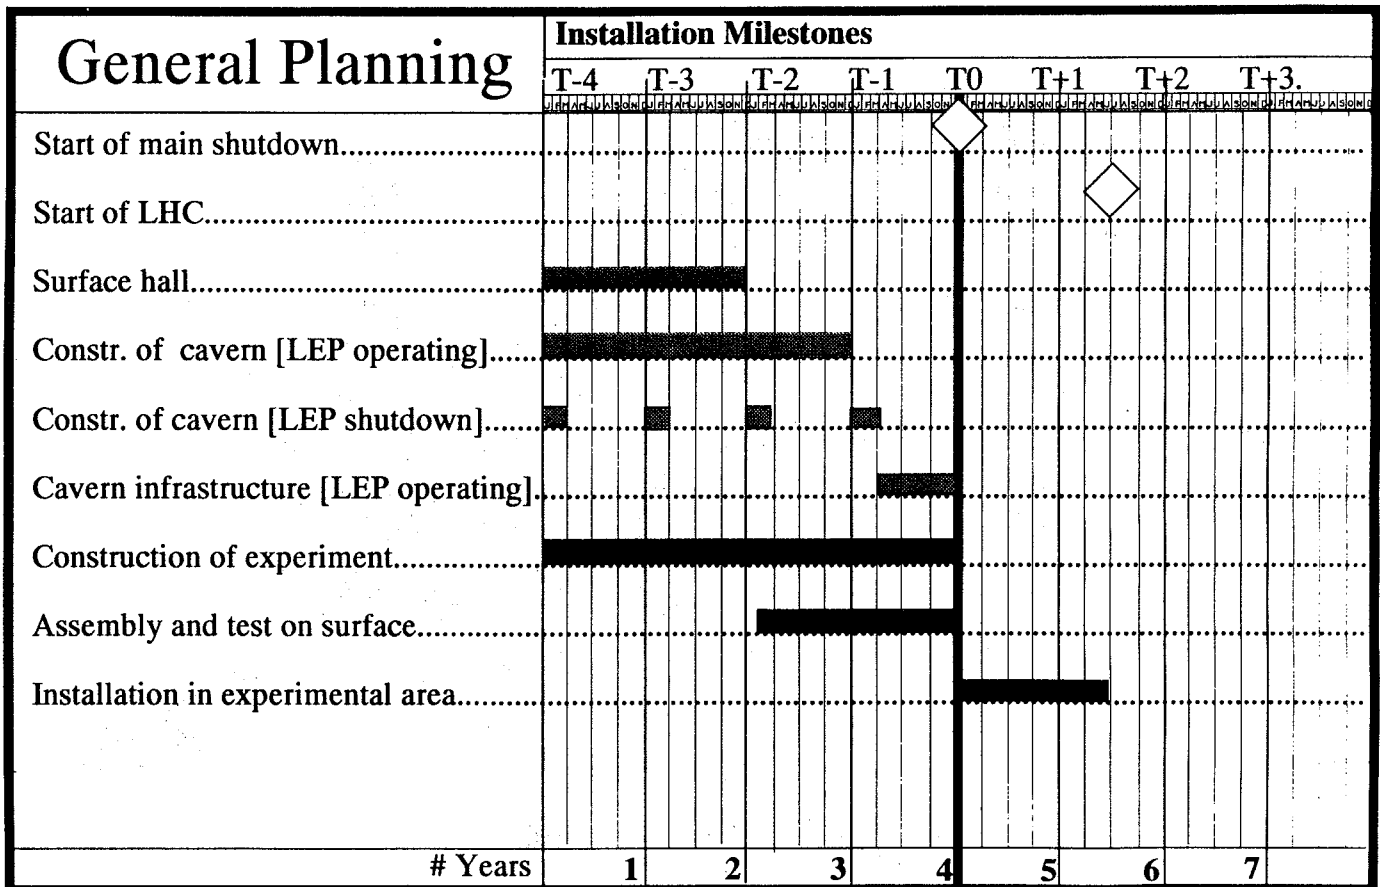 General Planning
Installation Milestones
T-4 T-3 T-2 T-1 T0 T+1 T+2 T+3.
Start of main shutdown
Start of LHC
Surface hall
Constr. of cavern [LEP operating]
Constr. of cavern [LEP shutdown]
Cavern infrastructure [LEP operating]
Construction of experiment
Assembly and test on surface
Installation in experimental area
# Years 1 2 3 4 5 6 7